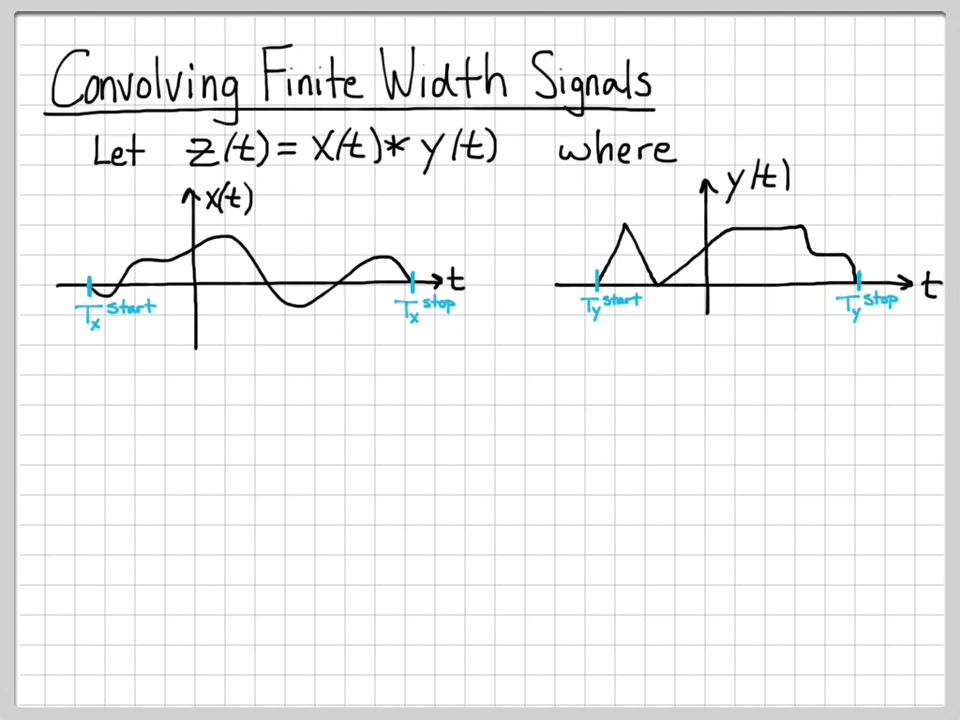 Convolving Finite Width Signals
Let z(t) = x(t) * y(t) where
x(t)
y(t)
t
t
Tx start
Tx stop
Ty start
Ty stop